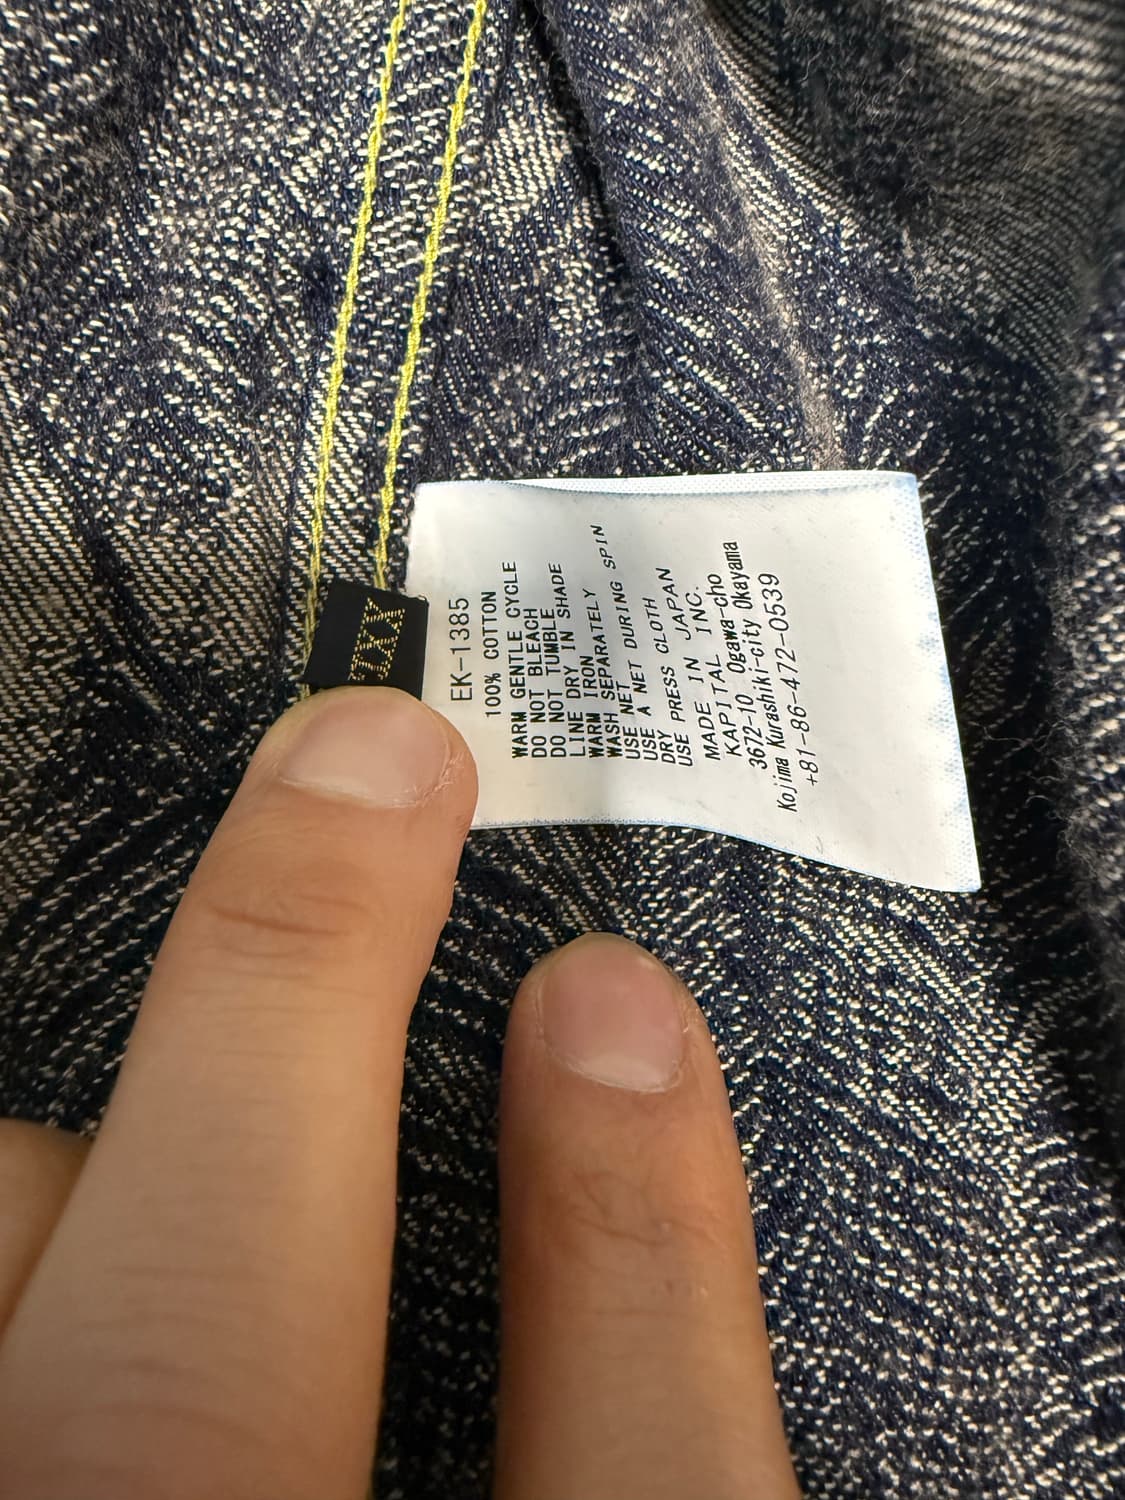 EK-1385
100% COTTON
WARM GENTLE CYCLE
DO NOT BLEACH
DO NOT TUMBLE
LINE DRY IN SHADE
WARM IRON
WASH SEPARATELY
USE NET DURING SPIN
USE A NET
DRY CLOTH
USE PRESS CLOTH
MADE IN JAPAN
KAPITAL INC.
3672-10 Ogawa-cho
Kojima Kurashiki-city Okayama
+81-86-472-0539